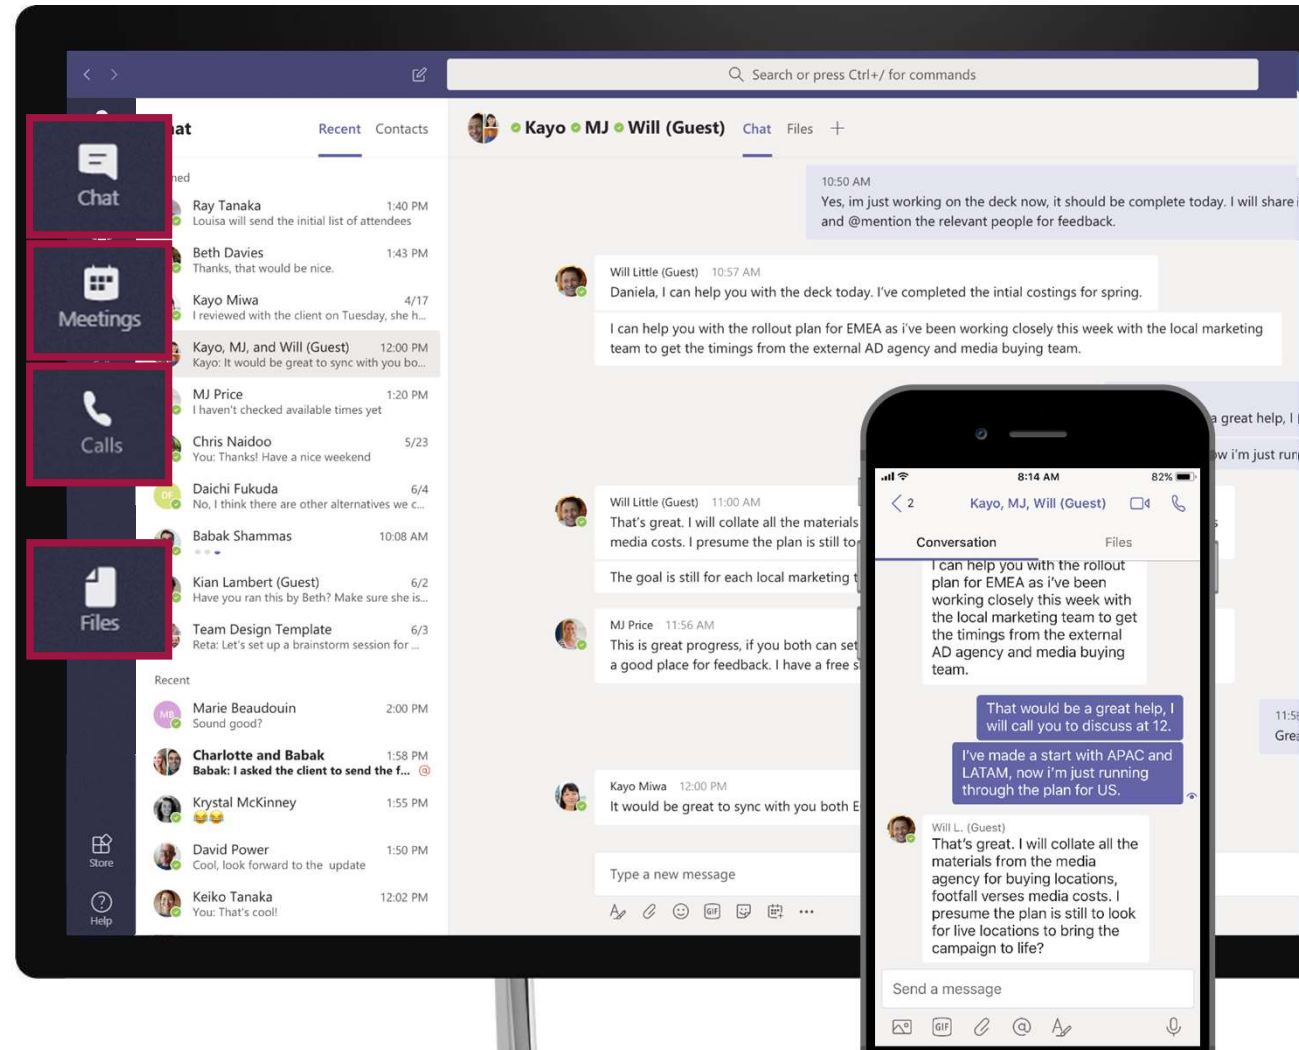 Search or press Ctrl+/ for commands
Chat
Meetings
Calls
Files
Store
Help
Recent Contacts
Ray Tanaka 1:40 PM
Louisa will send the initial list of attendees
Beth Davies 1:43 PM
Thanks, that would be nice.
Kayo Miwa 4/17
I reviewed with the client on Tuesday, she h...
Kayo, MJ, and Will (Guest) 12:00 PM
Kayo: It would be great to sync with you bo...
MJ Price 1:20 PM
I haven't checked available times yet
Chris Naidoo 5/23
You: Thanks! Have a nice weekend
DF Daichi Fukuda 6/4
No, I think there are other alternatives we c...
Babak Shammas 10:08 AM
Kian Lambert (Guest) 6/2
Have you ran this by Beth? Make sure she is...
Team Design Template 6/3
Reta: Let's set up a brainstorm session for ...
Recent
MB Marie Beaudouin 2:00 PM
Sound good?
Charlotte and Babak 1:58 PM
Babak: I asked the client to send the f... @
Krystal McKinney 1:55 PM
David Power 1:50 PM
Cool, look forward to the update
Keiko Tanaka 12:02 PM
You: That's cool!
Kayo MJ Will (Guest) Chat Files +
10:50 AM
Yes, im just working on the deck now, it should be complete today. I will share
and @mention the relevant people for feedback.
Will Little (Guest) 10:57 AM
Daniela, I can help you with the deck today. I've completed the intial costings for spring.
I can help you with the rollout plan for EMEA as i've been working closely this week with the local marketing
team to get the timings from the external AD agency and media buying team.
a great help, I
i'm just
Will Little (Guest) 11:00 AM
That's great. I will collate all the materials
media costs. I presume the plan is still to
The goal is still for each local marketing
MJ Price 11:56 AM
This is great progress, if you both can set
a good place for feedback. I have a free
Kayo Miwa 12:00 PM
It would be great to sync with you both
Type a new message
GIF
8:14 AM 82%
2 Kayo, MJ, Will (Guest)
Conversation Files
I can help you with the rollout
plan for EMEA as i've been
working closely this week with
the local marketing team to get
the timings from the external
AD agency and media buying
team.
That would be a great help, I
will call you to discuss at 12.
I've made a start with APAC and
LATAM, now i'm just running
through the plan for US.
Will L. (Guest)
That's great. I will collate all the
materials from the media
agency for buying locations,
footfall verses media costs. I
presume the plan is still to look
for live locations to bring the
campaign to life?
Send a message
GIF @